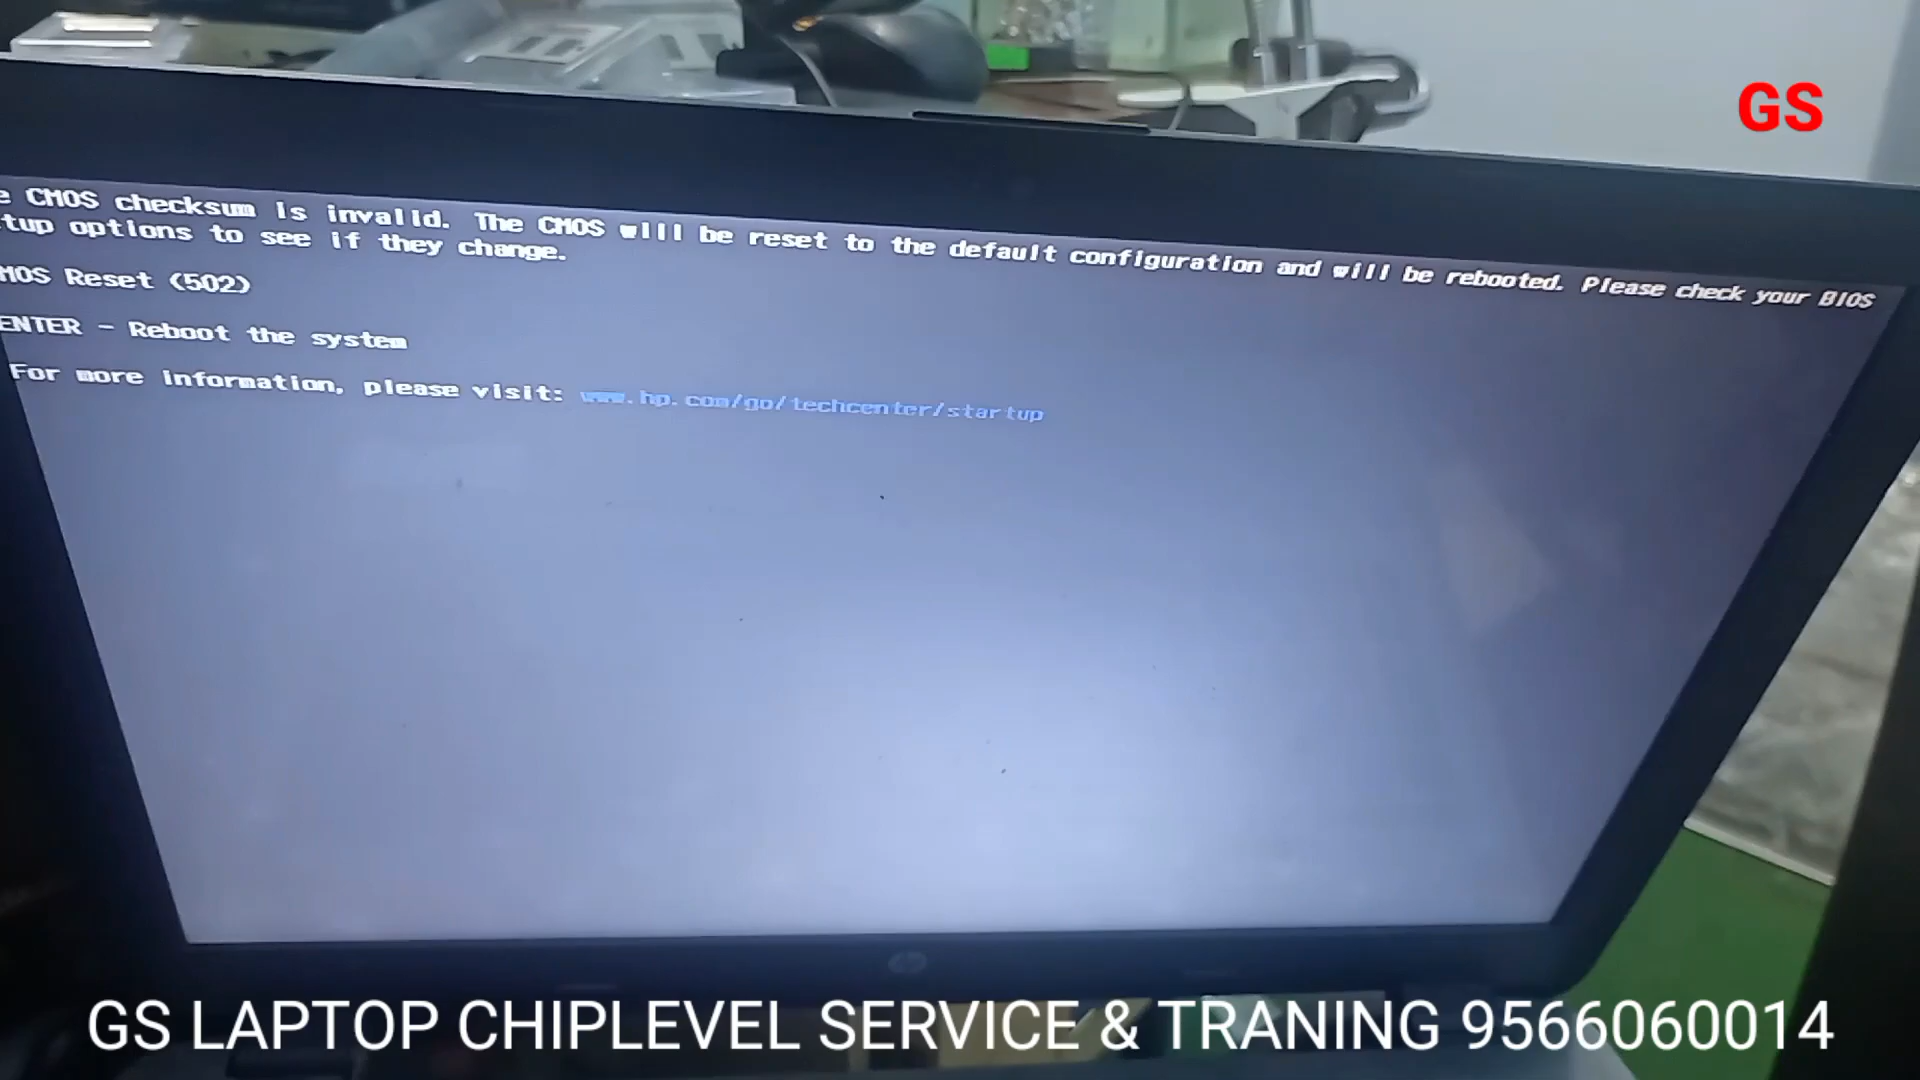 GS
e CMOS checksum is invalid. The CMOS will be reset to the default configuration and will be rebooted. Please check your BIOS
tup options to see if they change.
MOS Reset (502)
ENTER - Reboot the system
For more information, please visit: www.hp.com/go/techcenter/startup
hp
GS LAPTOP CHIPLEVEL SERVICE & TRANING 9566060014